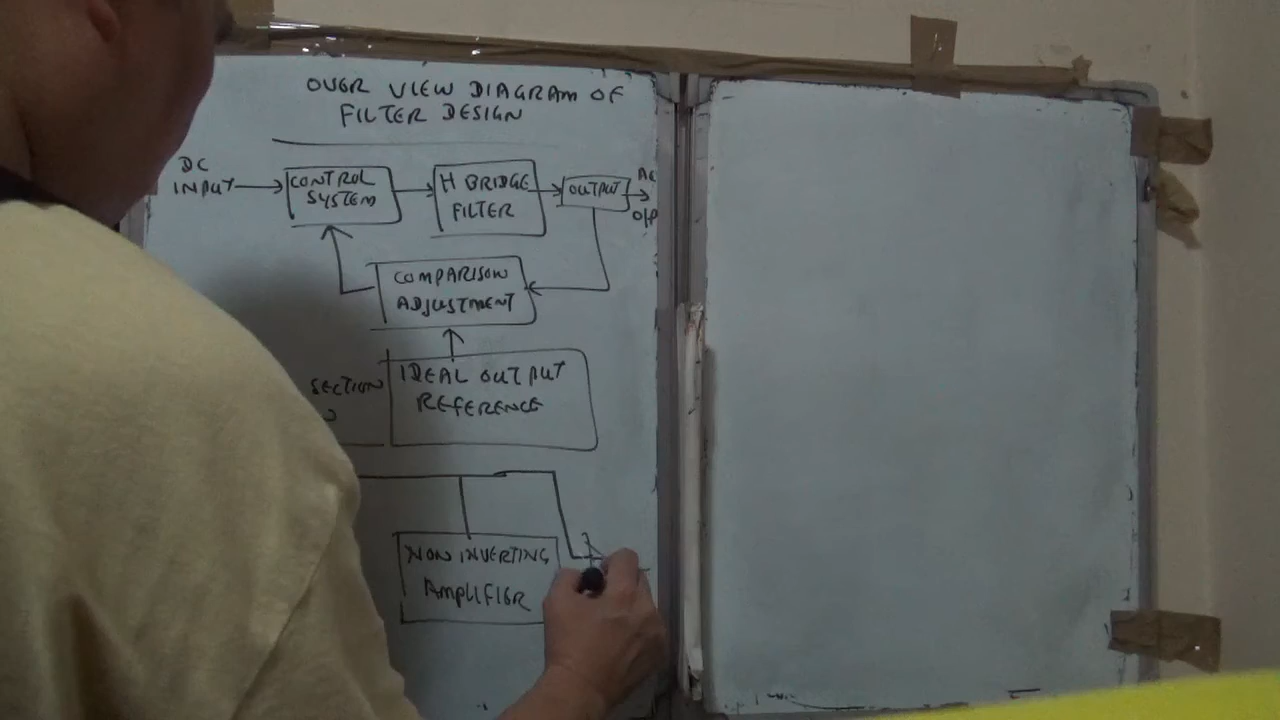 OVER VIEW DIAGRAM OF
FILTER DESIGN
DC
INPUT
CONTROL
SYSTEM
H BRIDGE
FILTER
OUTPUT
AC
O/P
COMPARISON
ADJUSTMENT
SECTION
IDEAL OUTPUT
REFERENCE
NON INVERTING
AMPLIFIER